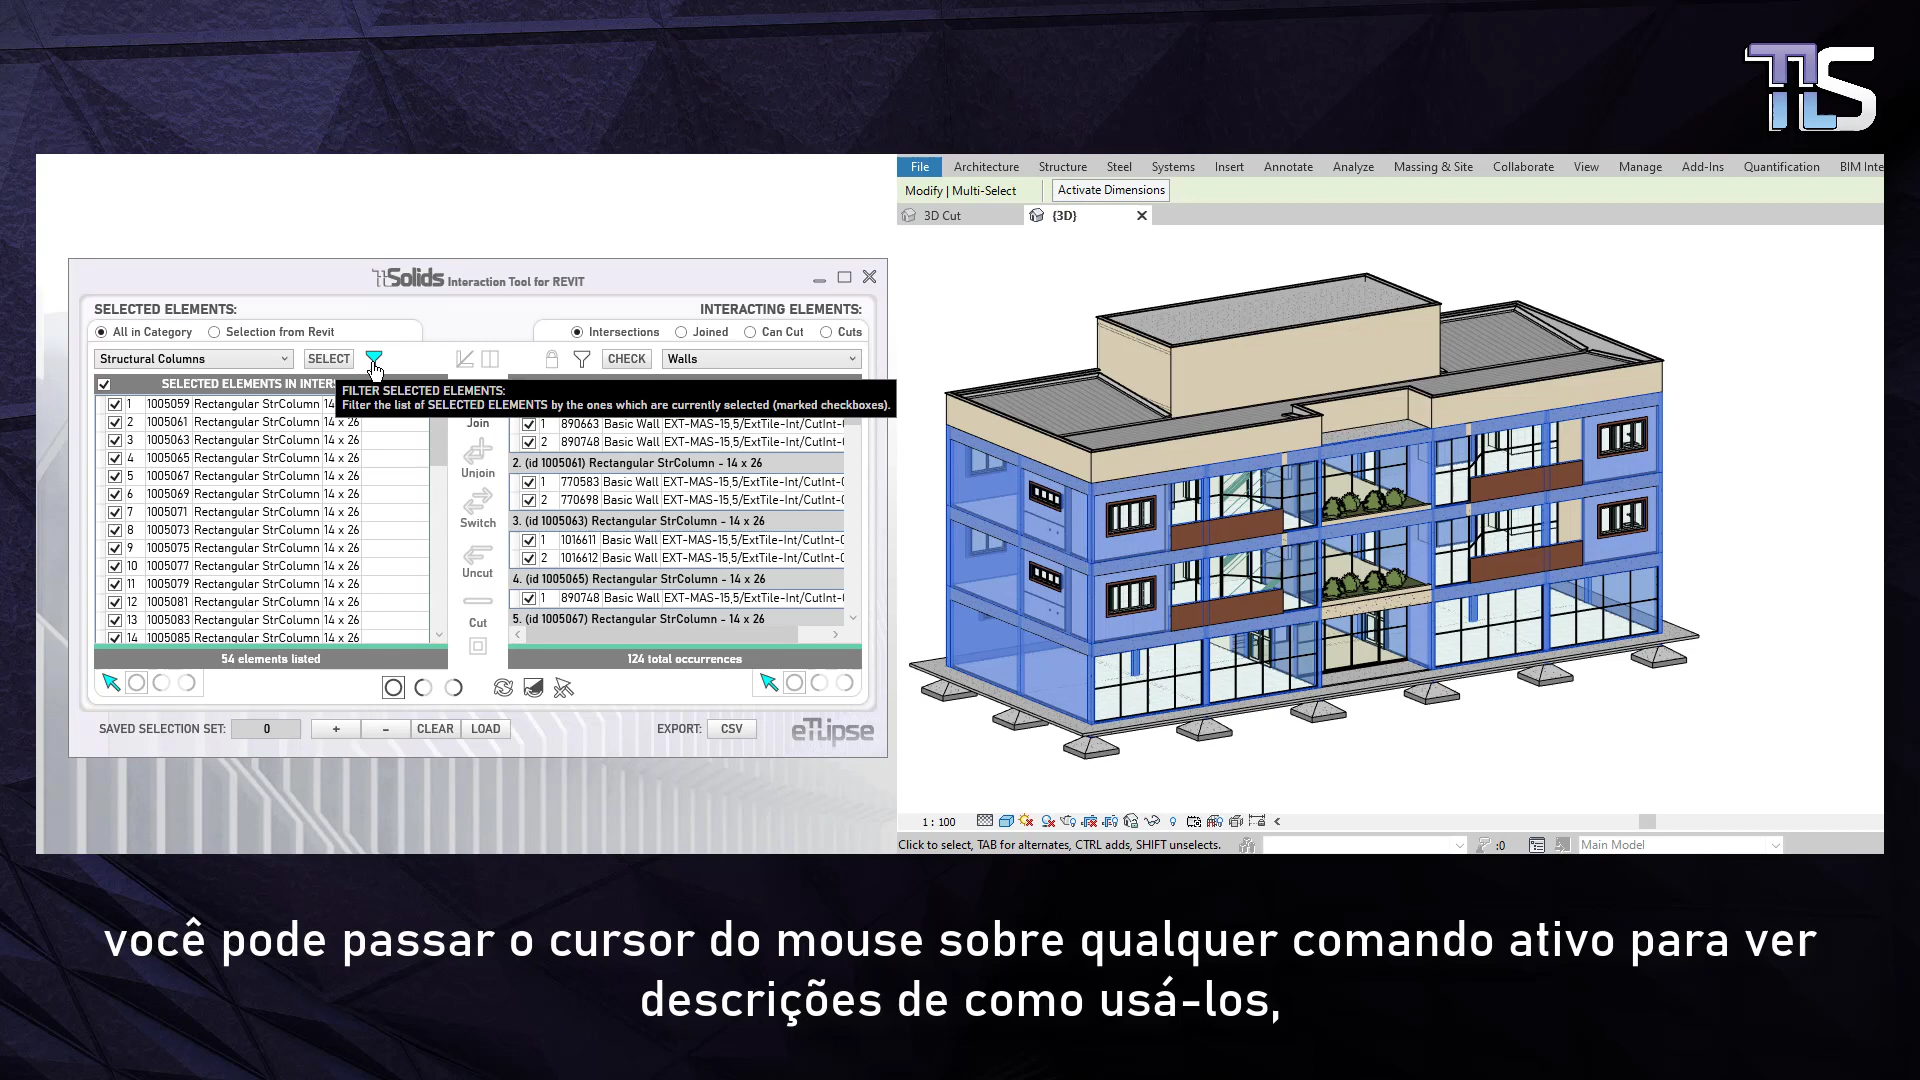 TLS
File Architecture Structure Steel Systems Insert Annotate Analyze Massing & Site Collaborate View Manage Add-Ins Quantification BIM Inte
Modify | Multi-Select Activate Dimensions
3D Cut {3D}
Solids Interaction Tool for REVIT
SELECTED ELEMENTS: INTERACTING ELEMENTS:
All in Category Selection from Revit Intersections Joined Can Cut Cuts
Structural Columns SELECT CHECK Walls
SELECTED ELEMENTS IN INTERS
FILTER SELECTED ELEMENTS:
Filter the list of SELECTED ELEMENTS by the ones which are currently selected (marked checkboxes).
1 1005059 Rectangular StrColumn 14
2 1005061 Rectangular StrColumn 14 x 26
3 1005063 Rectangular StrColumn 14 x 26
4 1005065 Rectangular StrColumn 14 x 26
5 1005067 Rectangular StrColumn 14 x 26
6 1005069 Rectangular StrColumn 14 x 26
7 1005071 Rectangular StrColumn 14 x 26
8 1005073 Rectangular StrColumn 14 x 26
9 1005075 Rectangular StrColumn 14 x 26
10 1005077 Rectangular StrColumn 14 x 26
11 1005079 Rectangular StrColumn 14 x 26
12 1005081 Rectangular StrColumn 14 x 26
13 1005083 Rectangular StrColumn 14 x 26
14 1005085 Rectangular StrColumn 14 x 26
54 elements listed
Join
Unjoin
Switch
Uncut
Cut
1 890663 Basic Wall EXT-MAS-15,5/ExtTile-Int/CutInt-0
2 890748 Basic Wall EXT-MAS-15,5/ExtTile-Int/CutInt-0
2. (id 1005061) Rectangular StrColumn - 14 x 26
1 770583 Basic Wall EXT-MAS-15,5/ExtTile-Int/CutInt-0
2 770698 Basic Wall EXT-MAS-15,5/ExtTile-Int/CutInt-0
3. (id 1005063) Rectangular StrColumn - 14 x 26
1 1016611 Basic Wall EXT-MAS-15,5/ExtTile-Int/CutInt-0
2 1016612 Basic Wall EXT-MAS-15,5/ExtTile-Int/CutInt-0
4. (id 1005065) Rectangular StrColumn - 14 x 26
1 890748 Basic Wall EXT-MAS-15,5/ExtTile-Int/CutInt-0
5. (id 1005067) Rectangular StrColumn - 14 x 26
124 total occurrences
SAVED SELECTION SET: 0 + - CLEAR LOAD EXPORT: CSV eTLipse
1 : 100
Click to select, TAB for alternates, CTRL adds, SHIFT unselects. :0 Main Model
você pode passar o cursor do mouse sobre qualquer comando ativo para ver
descrições de como usá-los,